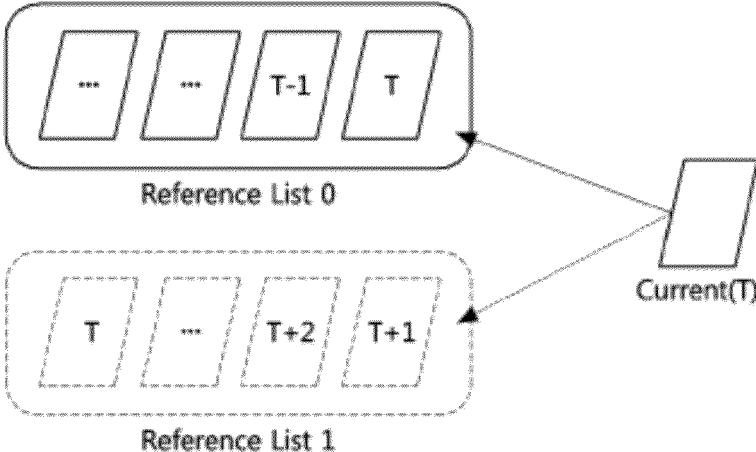 ... ... T-1 T
Reference List 0
Current(T)
T ... T+2 T+1
Reference List 1